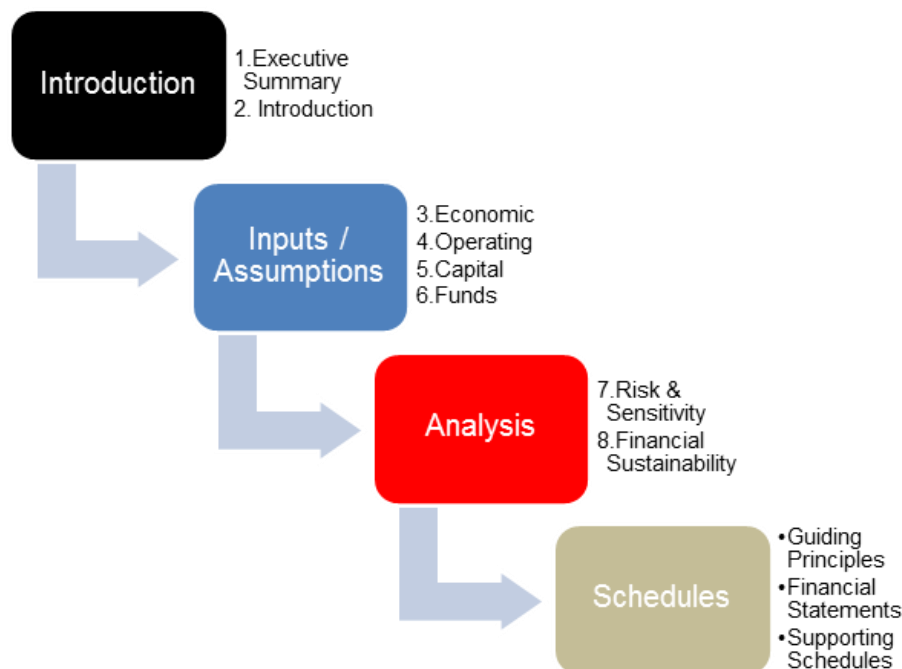 Introduction
1.Executive
Summary
2. Introduction
Inputs /
Assumptions
3.Economic
4.Operating
5.Capital
6.Funds
Analysis
7.Risk &
Sensitivity
8.Financial
Sustainability
Schedules
•Guiding
Principles
•Financial
Statements
•Supporting
Schedules